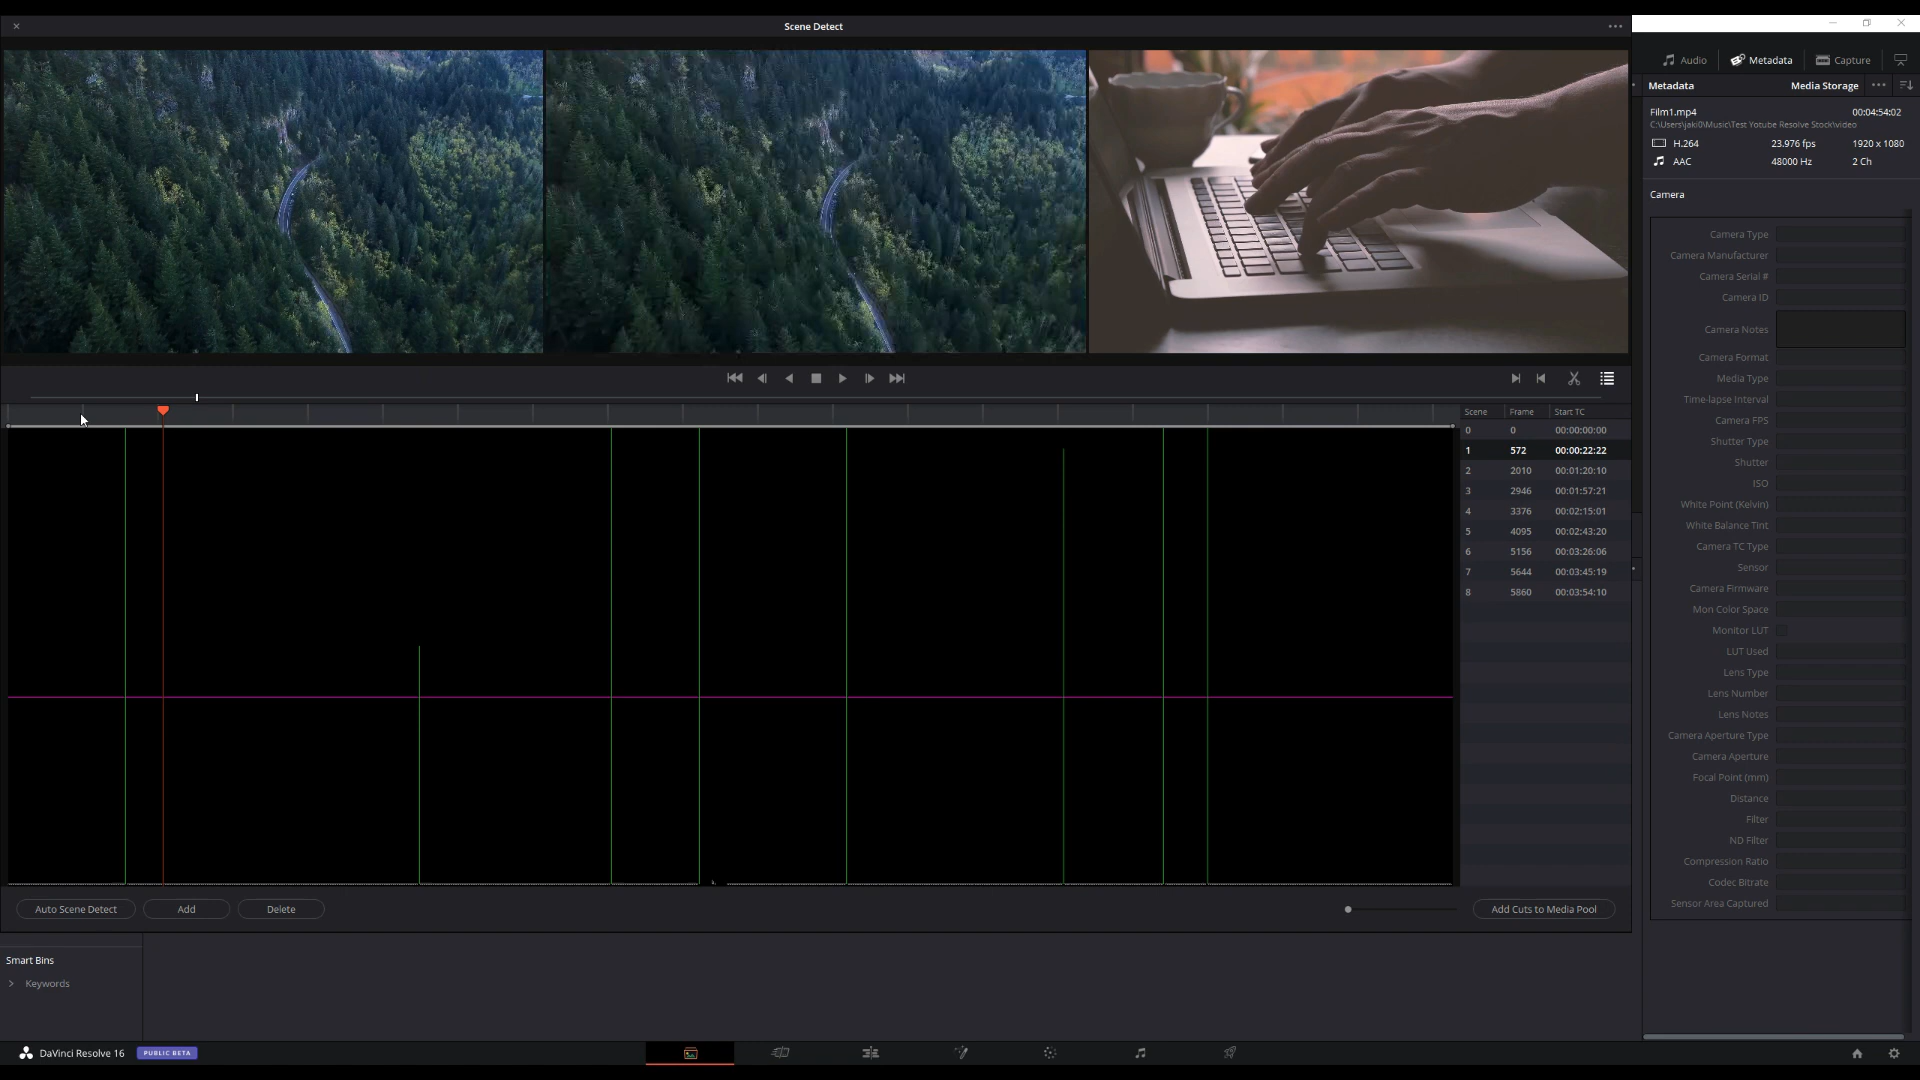 Scene Detect
Audio
Metadata
Capture
Metadata
Media Storage
Film1.mp4
00:04:54:02
C:\Users\jaki0\Music\Test Yotube Resolve Stock\video
H.264
23.976 fps
1920 x 1080
AAC
48000 Hz
2 Ch
Camera
Camera Type
Camera Manufacturer
Camera Serial #
Camera ID
Camera Notes
Camera Format
Media Type
Time-lapse Interval
Camera FPS
Shutter Type
Shutter
ISO
White Point (Kelvin)
White Balance Tint
Camera TC Type
Sensor
Camera Firmware
Mon Color Space
Monitor LUT
LUT Used
Lens Type
Lens Number
Lens Notes
Camera Aperture Type
Camera Aperture
Focal Point (mm)
Distance
Filter
ND Filter
Compression Ratio
Codec Bitrate
Sensor Area Captured
Scene Frame Start TC
0 0 00:00:00:00
1 572 00:00:22:22
2 2010 00:01:20:10
3 2946 00:01:57:21
4 3376 00:02:15:01
5 4095 00:02:43:20
6 5156 00:03:26:06
7 5644 00:03:45:19
8 5860 00:03:54:10
Auto Scene Detect
Add
Delete
Add Cuts to Media Pool
Smart Bins
Keywords
DaVinci Resolve 16
PUBLIC BETA